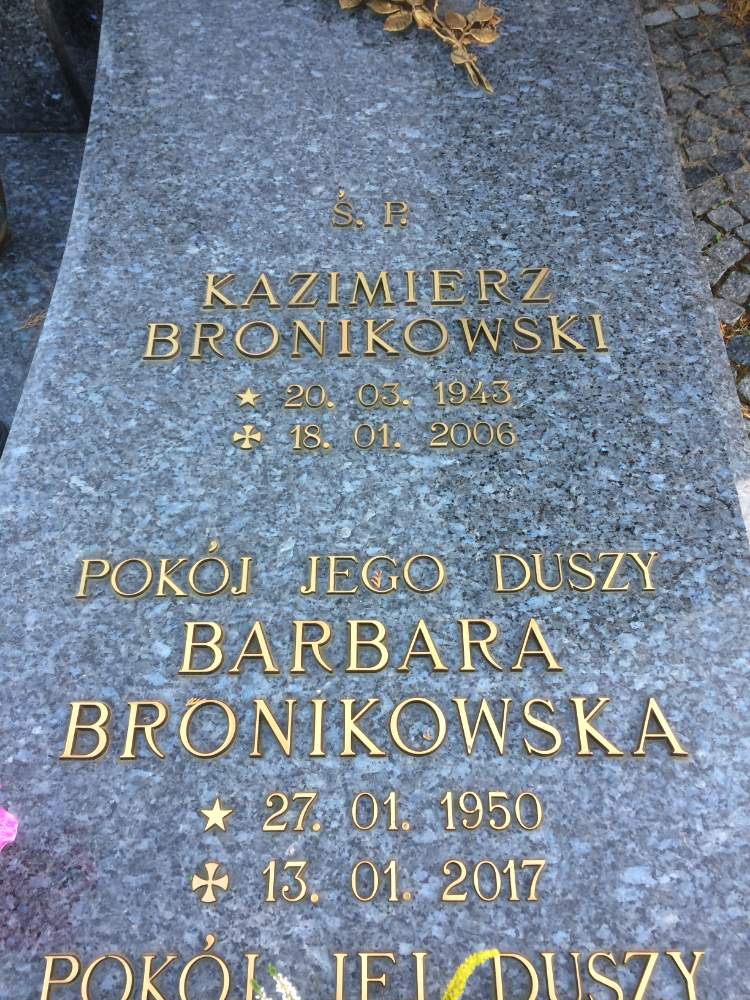 Ś. P.
KAZIMIERZ
BRONIKOWSKI
★ 20. 03. 1943
✠ 18. 01. 2006
POKÓJ JEGO DUSZY
BARBARA
BRONIKOWSKA
★ 27. 01. 1950
✠ 13. 01. 2017
POKÓJ JEJ DUSZY